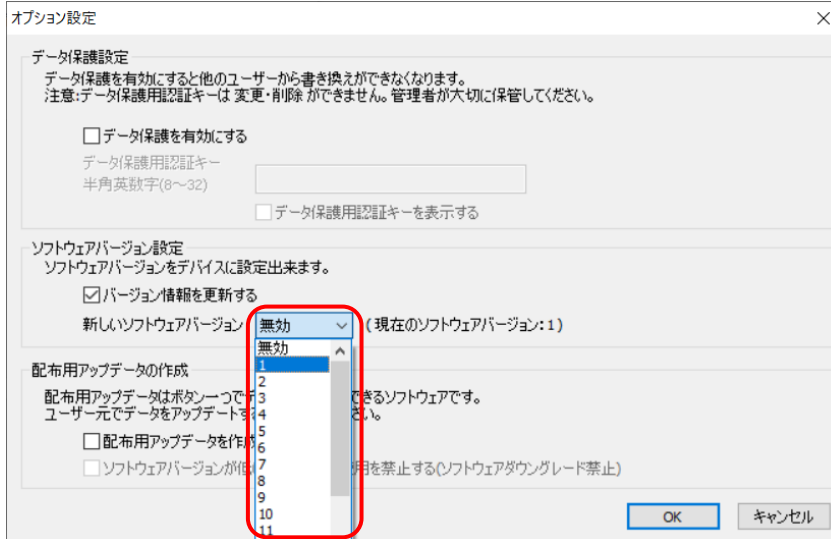 オプション設定
データ保護設定
データ保護を有効にすると他のユーザーから書き換えができなくなります。
注意:データ保護用認証キーは 変更・削除 ができません。管理者が大切に保管してください。
データ保護を有効にする
データ保護用認証キー
半角英数字(8～32)
データ保護用認証キーを表示する
ソフトウェアバージョン設定
ソフトウェアバージョンをデバイスに設定出来ます。
バージョン情報を更新する
新しいソフトウェアバージョン 無効 (現在のソフトウェアバージョン:1)
無効
1
2
3
4
5
6
7
8
9
10
11
配布用アップデータの作成
配布用アップデータはボタン一つで できるソフトウェアです。
ユーザー元でデータをアップデート さい。
配布用アップデータを作成
ソフトウェアバージョンが 用を禁止する(ソフトウェアダウングレード禁止)
OK キャンセル